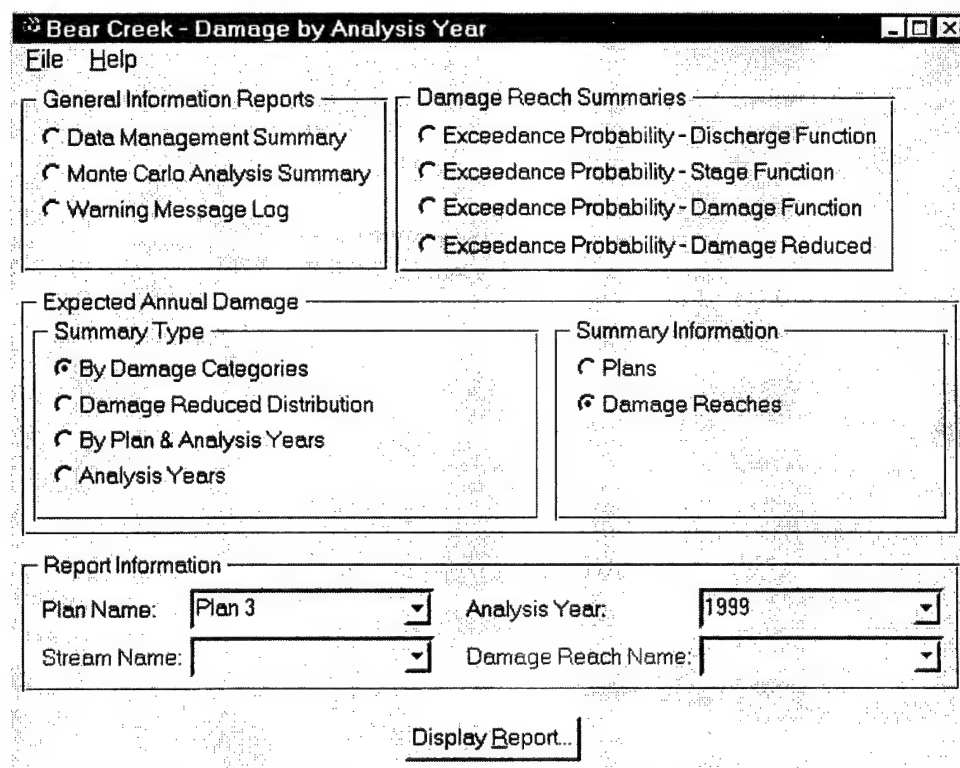 Bear Creek - Damage by Analysis Year
File Help
General Information Reports
Data Management Summary
Monte Carlo Analysis Summary
Warning Message Log
Damage Reach Summaries
Exceedance Probability - Discharge Function
Exceedance Probability - Stage Function
Exceedance Probability - Damage Function
Exceedance Probability - Damage Reduced
Expected Annual Damage
Summary Type
By Damage Categories
Damage Reduced Distribution
By Plan & Analysis Years
Analysis Years
Summary Information
Plans
Damage Reaches
Report Information
Plan Name: Plan 3 Analysis Year: 1999
Stream Name: Damage Reach Name:
Display Report...